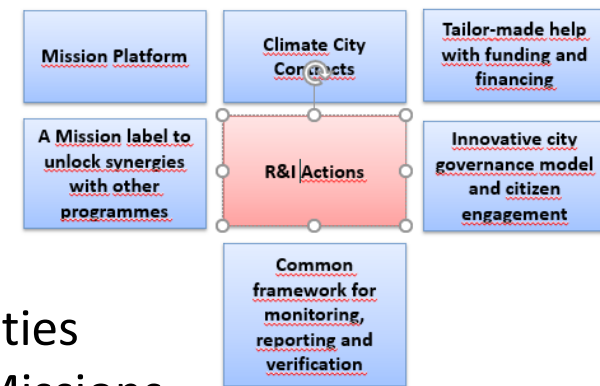 Mission Platform
Climate City
Contracts
Tailor-made help
with funding and
financing
A Mission label to
unlock synergies
with other
programmes
R&I Actions
Innovative city
governance model
and citizen
engagement
Common
framework for
monitoring,
reporting and
verification
ties
Missions